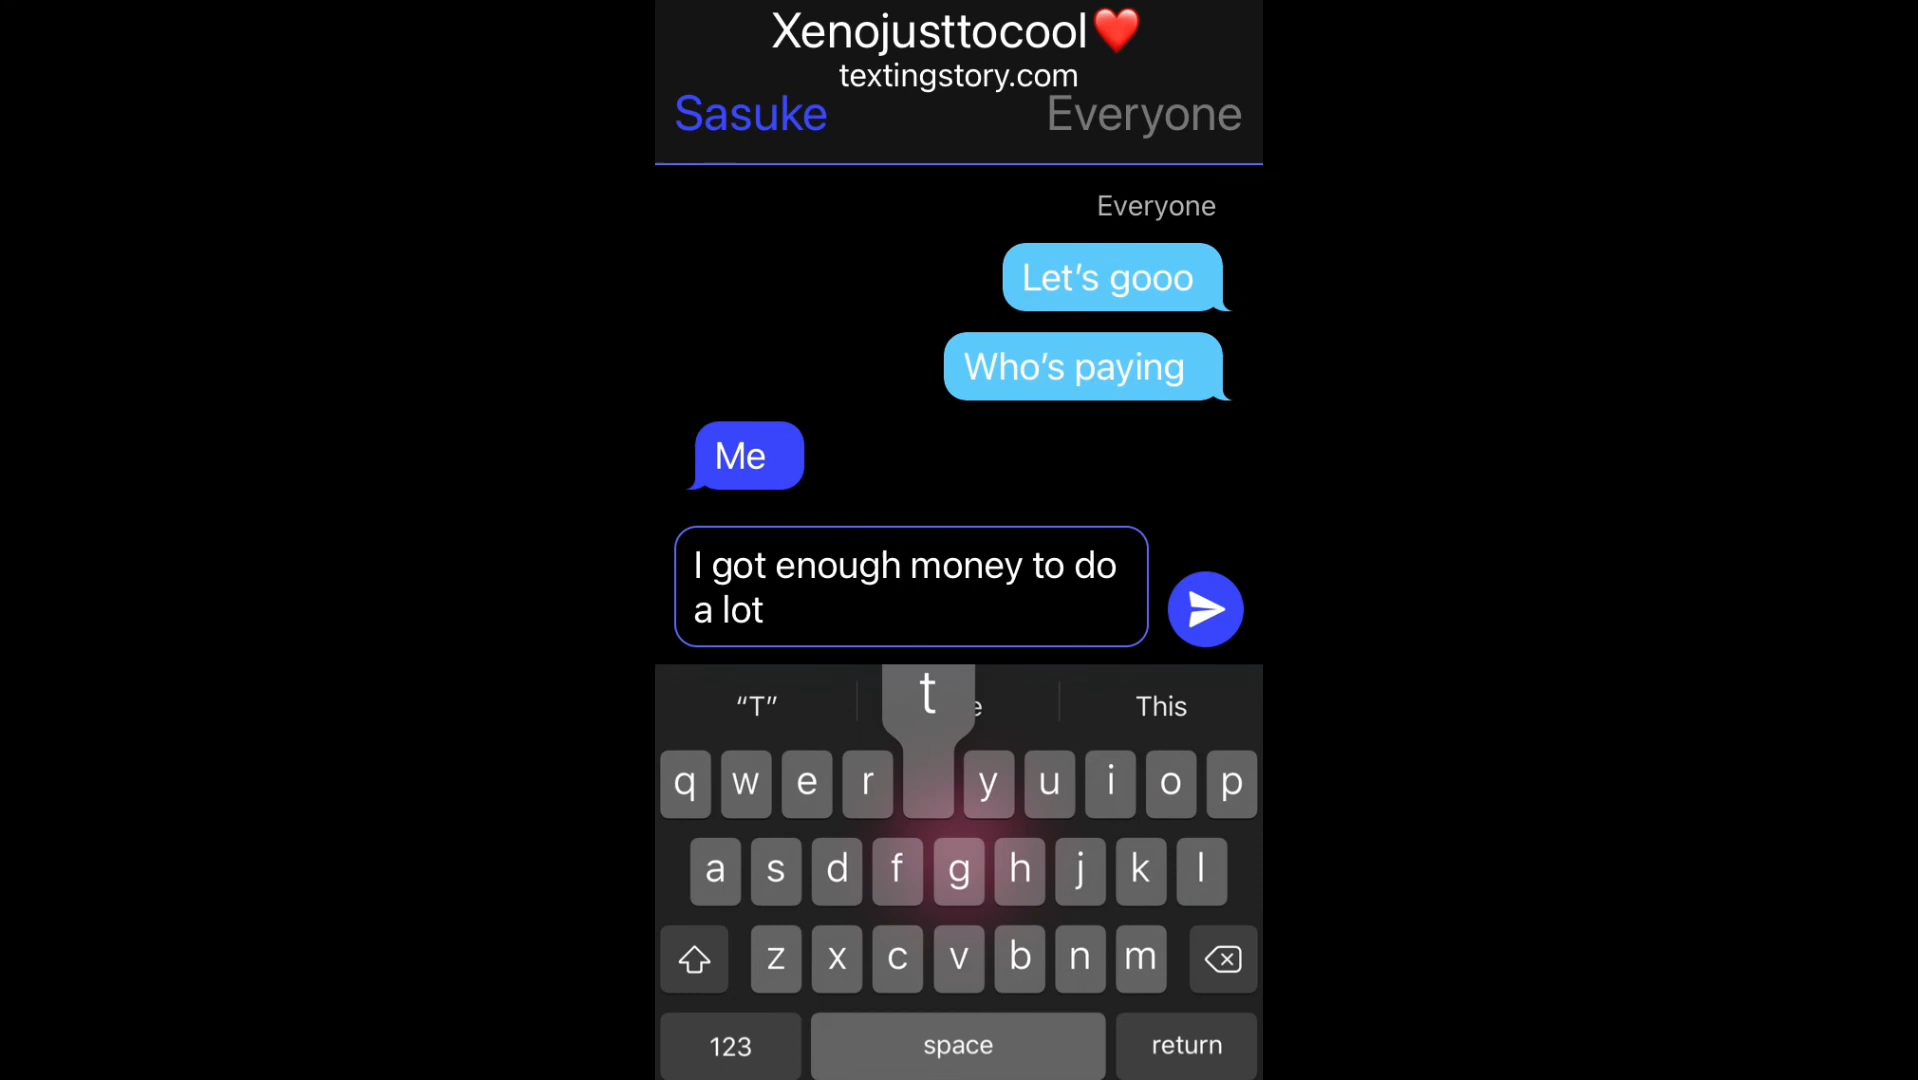 Xenojusttocool❤️
textingstory.com
Sasuke Everyone
Everyone
Let’s gooo
Who’s paying
Me
I got enough money to do
a lot
“T” e This
t
q w e r y u i o p
a s d f g h j k l
z x c v b n m
123 space return